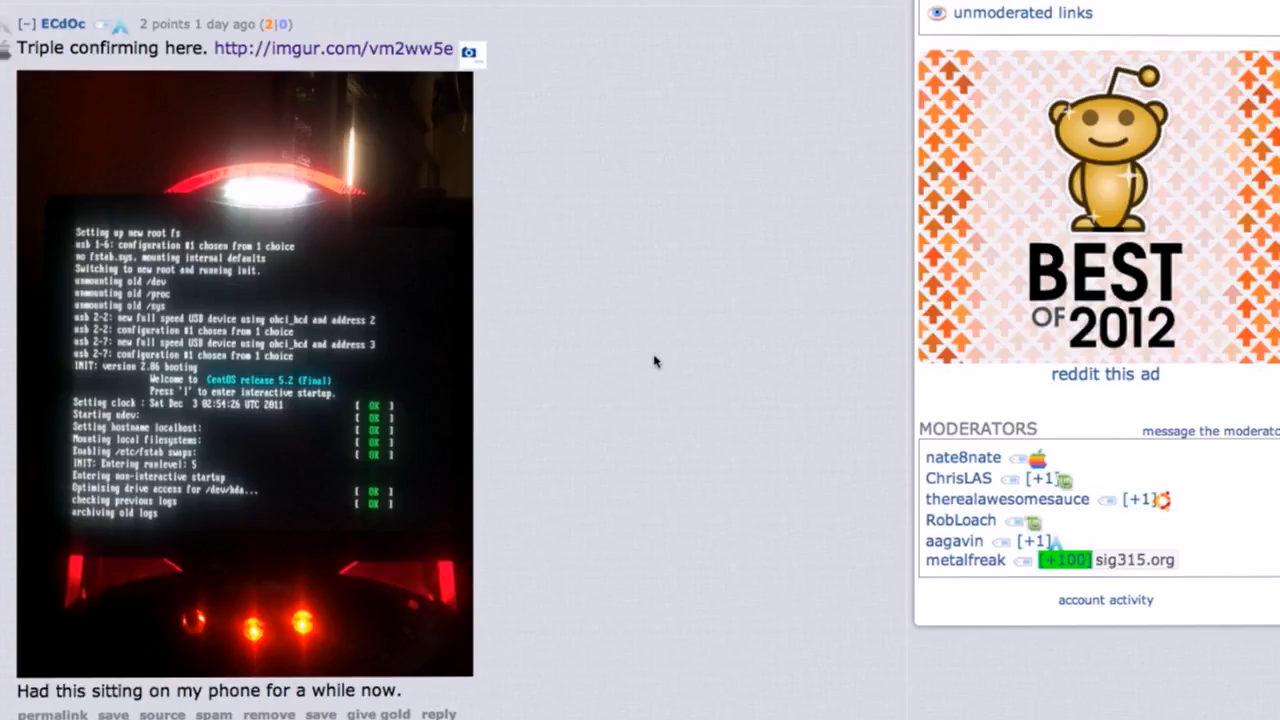 [–] ECdOc 2 points 1 day ago (2|0)
Triple confirming here. http://imgur.com/vm2ww5e
Setting up new root fs
usb 1-6: configuration #1 chosen from 1 choice
no fstab.sys, mounting internal defaults
Switching to new root and running init.
unmounting old /dev
unmounting old /proc
unmounting old /sys
usb 2-2: new full speed USB device using ohci_hcd and address 2
usb 2-2: configuration #1 chosen from 1 choice
usb 2-7: new full speed USB device using ohci_hcd and address 3
usb 2-7: configuration #1 chosen from 1 choice
INIT: version 2.86 booting
Welcome to CentOS release 5.2 (Final)
Press 'I' to enter interactive startup.
Setting clock : Sat Dec 3 02:54:26 UTC 2011 [ OK ]
Starting udev: [ OK ]
Setting hostname localhost: [ OK ]
Mounting local filesystems: [ OK ]
Enabling /etc/fstab swaps: [ OK ]
INIT: Entering runlevel: 5
Entering non-interactive startup
Optimising drive access for /dev/hda... [ OK ]
checking previous logs [ OK ]
archiving old logs
Had this sitting on my phone for a while now.
permalink save source spam remove save give gold reply
unmoderated links
BEST
OF 2012
reddit this ad
MODERATORS message the moderato
nate8nate
ChrisLAS [+1]
therealawesomesauce [+1]
RobLoach
aagavin [+1]
metalfreak [+100] sig315.org
account activity